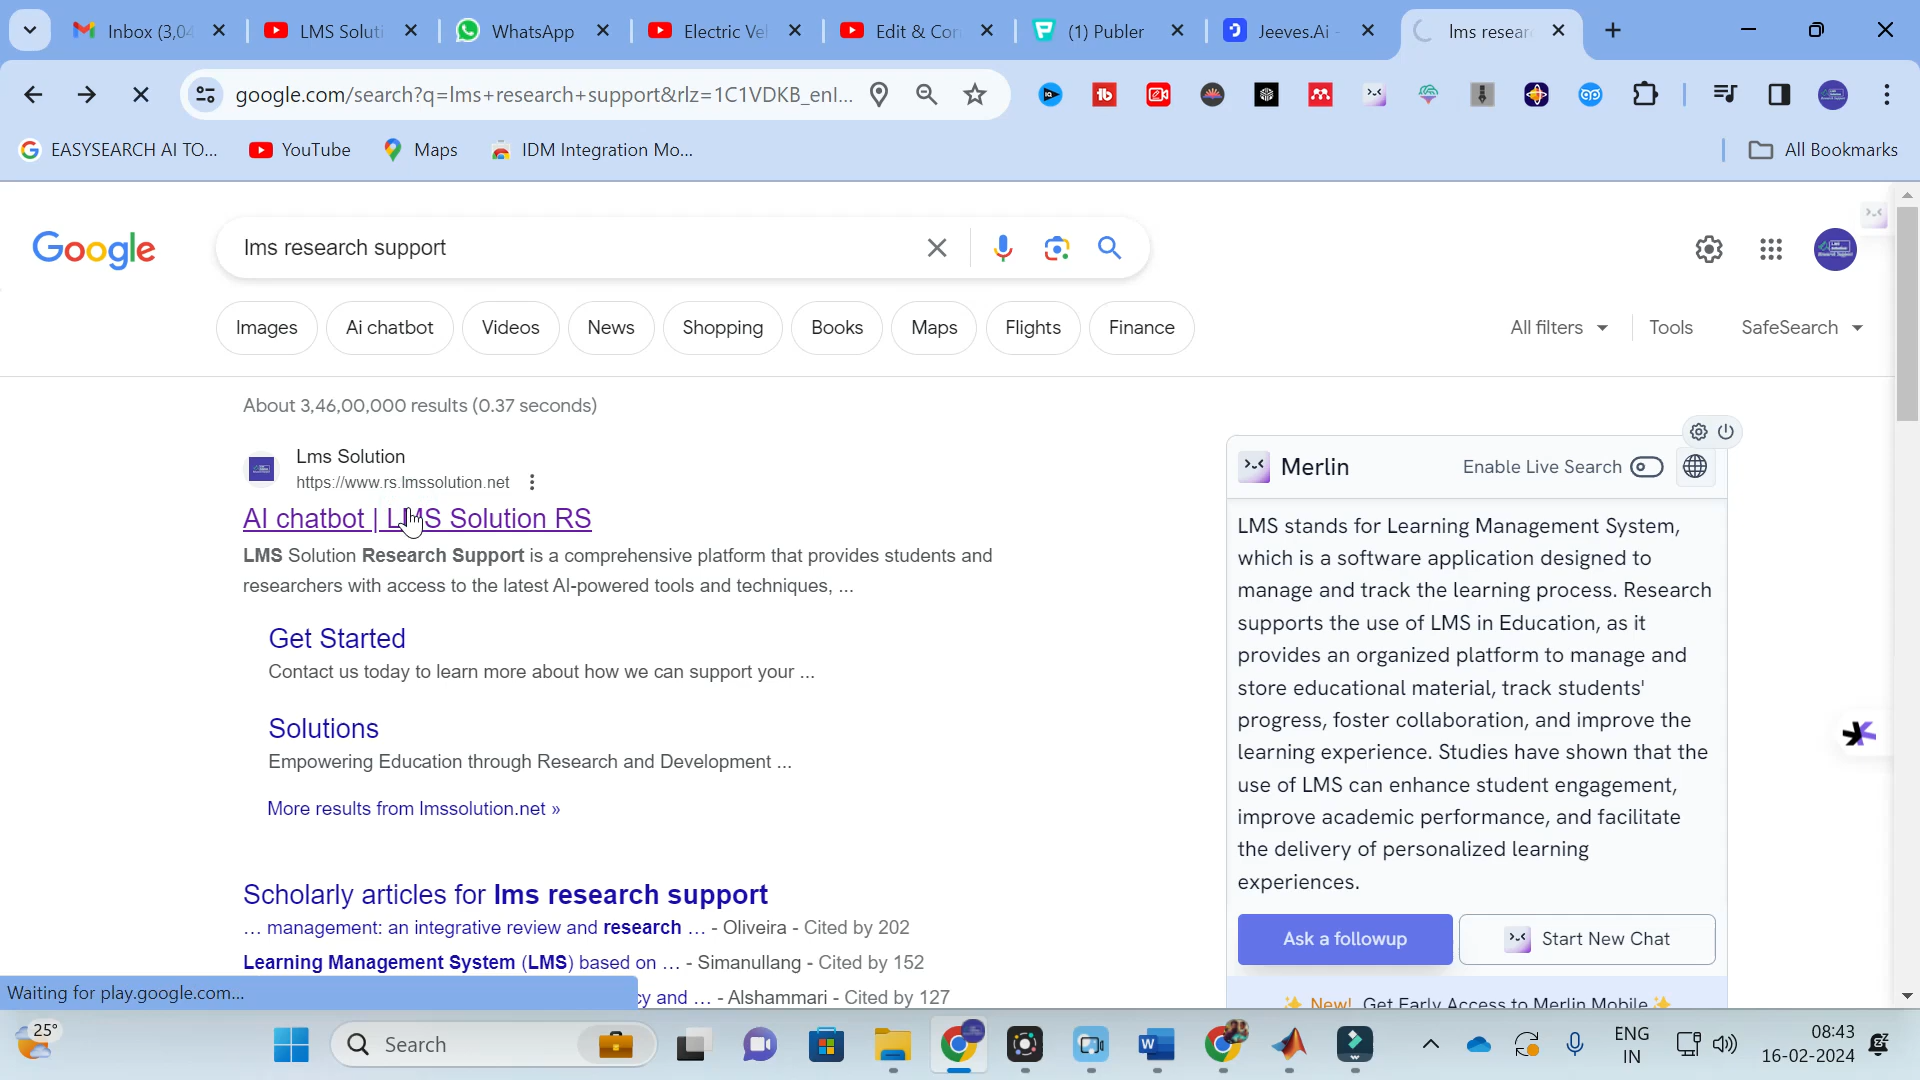 Inbox (3,04
LMS Soluti
WhatsApp
Electric Vel
Edit & Con
(1) Publer
Jeeves.Ai -
lms resear
google.com/search?q=lms+research+support&rlz=1C1VDKB_enI...
EASYSEARCH AI TO...
YouTube
Maps
IDM Integration Mo...
All Bookmarks
Google
lms research support
Images
Ai chatbot
Videos
News
Shopping
Books
Maps
Flights
Finance
All filters
Tools
SafeSearch
About 3,46,00,000 results (0.37 seconds)
Lms Solution
https://www.rs.lmssolution.net
AI chatbot | LMS Solution RS
LMS Solution Research Support is a comprehensive platform that provides students and
researchers with access to the latest AI-powered tools and techniques, ...
Get Started
Contact us today to learn more about how we can support your ...
Solutions
Empowering Education through Research and Development ...
More results from lmssolution.net »
Scholarly articles for lms research support
... management: an integrative review and research ... - Oliveira - Cited by 202
Learning Management System (LMS) based on ... - Simanullang - Cited by 152
cy and ... - Alshammari - Cited by 127
Merlin
Enable Live Search
LMS stands for Learning Management System,
which is a software application designed to
manage and track the learning process. Research
supports the use of LMS in Education, as it
provides an organized platform to manage and
store educational material, track students'
progress, foster collaboration, and improve the
learning experience. Studies have shown that the
use of LMS can enhance student engagement,
improve academic performance, and facilitate
the delivery of personalized learning
experiences.
Ask a followup
Start New Chat
New! Get Early Access to Merlin Mobile
Waiting for play.google.com...
25°
Search
ENG
IN
08:43
16-02-2024